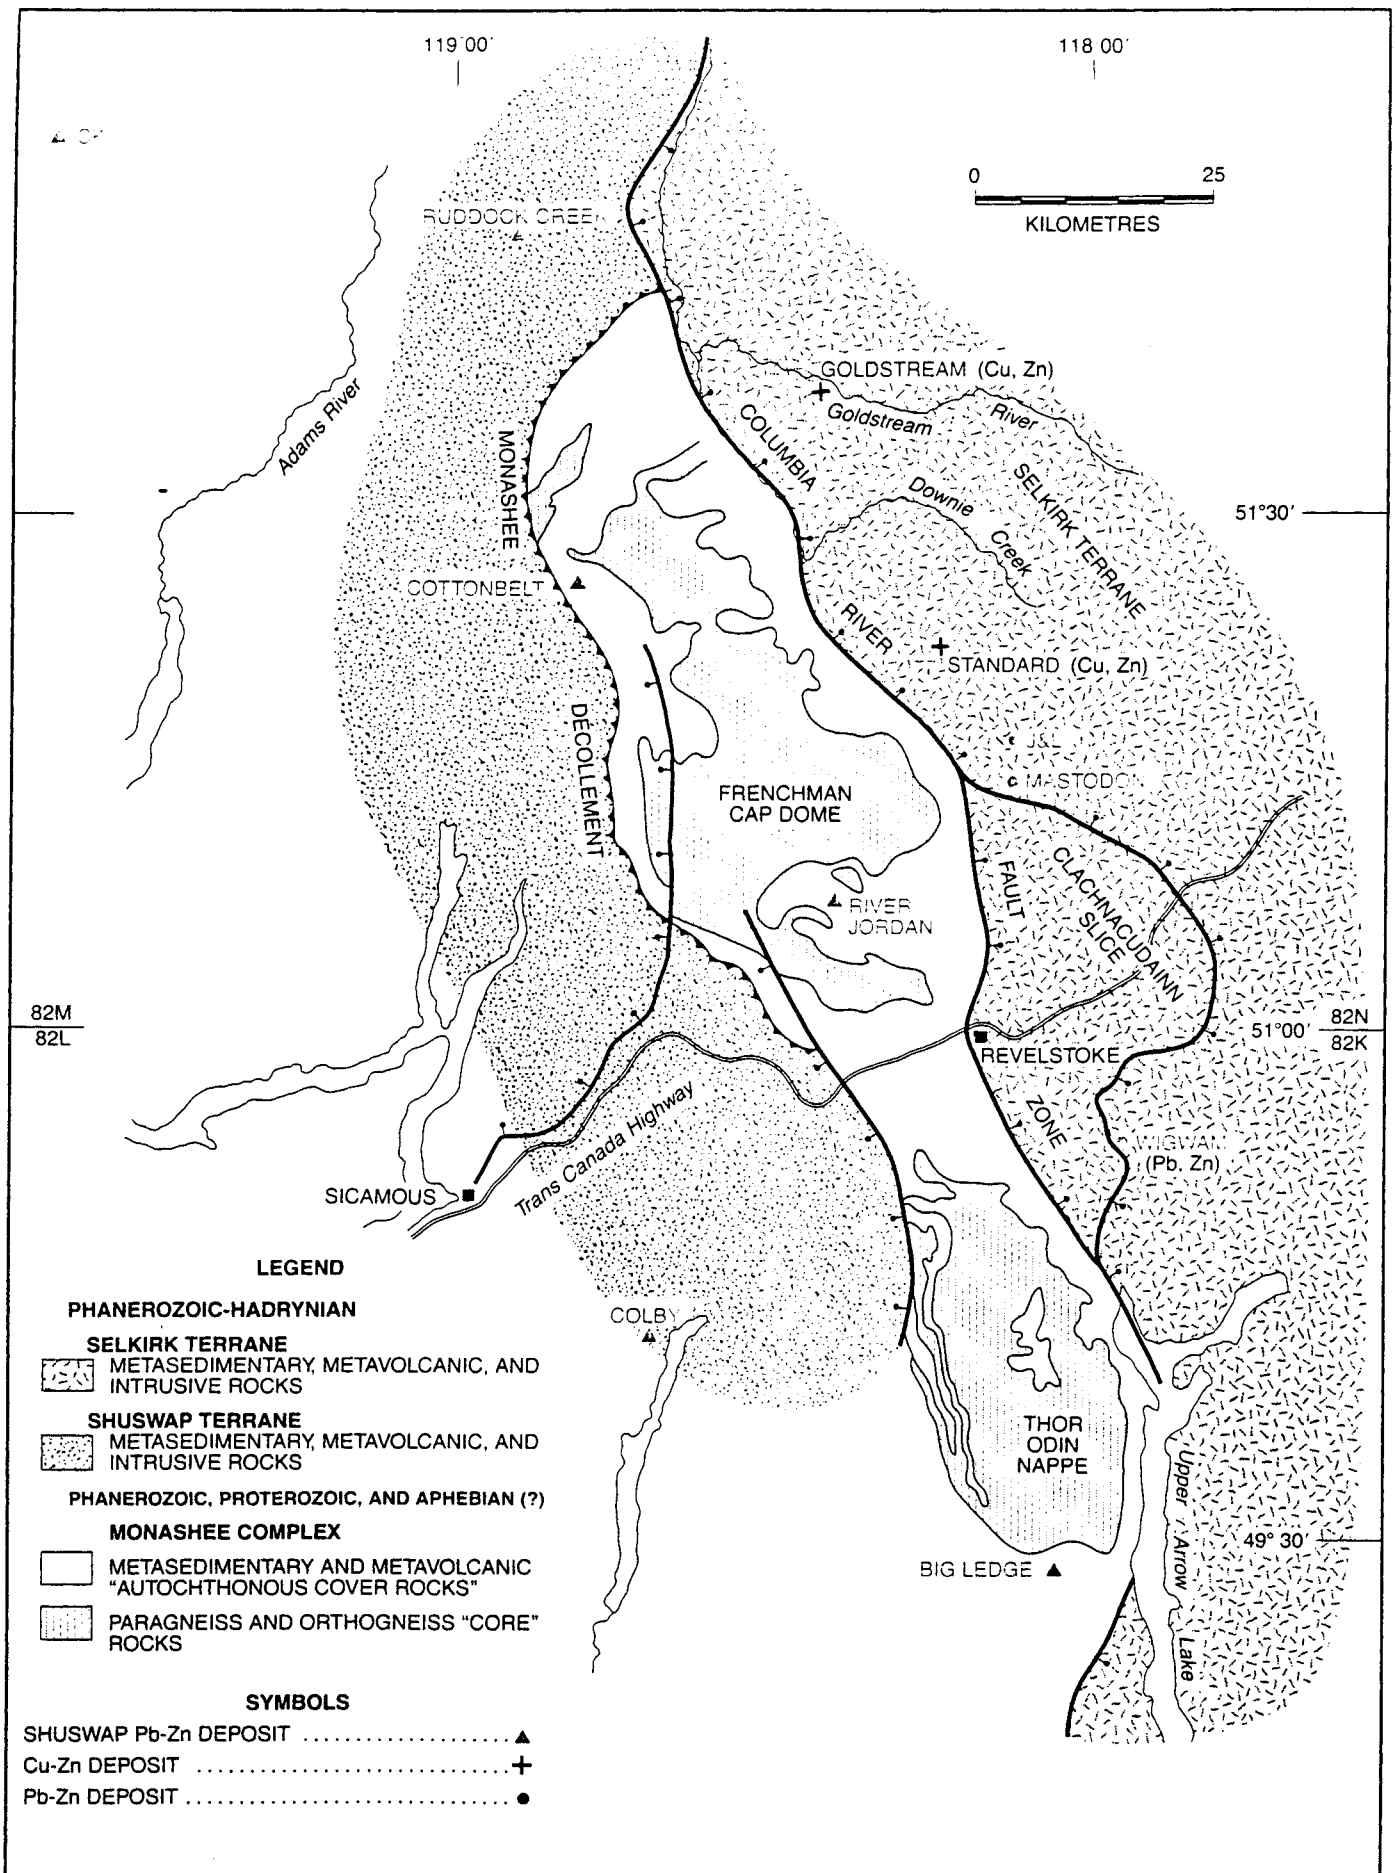 119°00'
118°00'
0 25
KILOMETRES
RUDDOCK CREEK
GOLDSTREAM (Cu, Zn)
Goldstream River
Adams River
COLUMBIA
SELKIRK TERRANE
MONASHEE
Downie Creek
51°30'
COTTONBELT
RIVER
STANDARD (Cu, Zn)
DECOLLEMENT
J&L
MASTODON
FRENCHMAN
CAP DOME
FAULT
CLACHNACUDAINN
SLICE
RIVER
JORDAN
82M
82L
51°00'
82N
82K
REVELSTOKE
ZONE
Trans Canada Highway
WIGWAM
(Pb, Zn)
SICAMOUS
COLBY
THOR
ODIN
NAPPE
Upper Arrow Lake
49° 30'
BIG LEDGE
LEGEND
PHANEROZOIC-HADRYNIAN
SELKIRK TERRANE
METASEDIMENTARY, METAVOLCANIC, AND
INTRUSIVE ROCKS
SHUSWAP TERRANE
METASEDIMENTARY, METAVOLCANIC, AND
INTRUSIVE ROCKS
PHANEROZOIC, PROTEROZOIC, AND APHEBIAN (?)
MONASHEE COMPLEX
METASEDIMENTARY AND METAVOLCANIC
"AUTOCHTHONOUS COVER ROCKS"
PARAGNEISS AND ORTHOGNEISS "CORE"
ROCKS
SYMBOLS
SHUSWAP Pb-Zn DEPOSIT
Cu-Zn DEPOSIT
Pb-Zn DEPOSIT